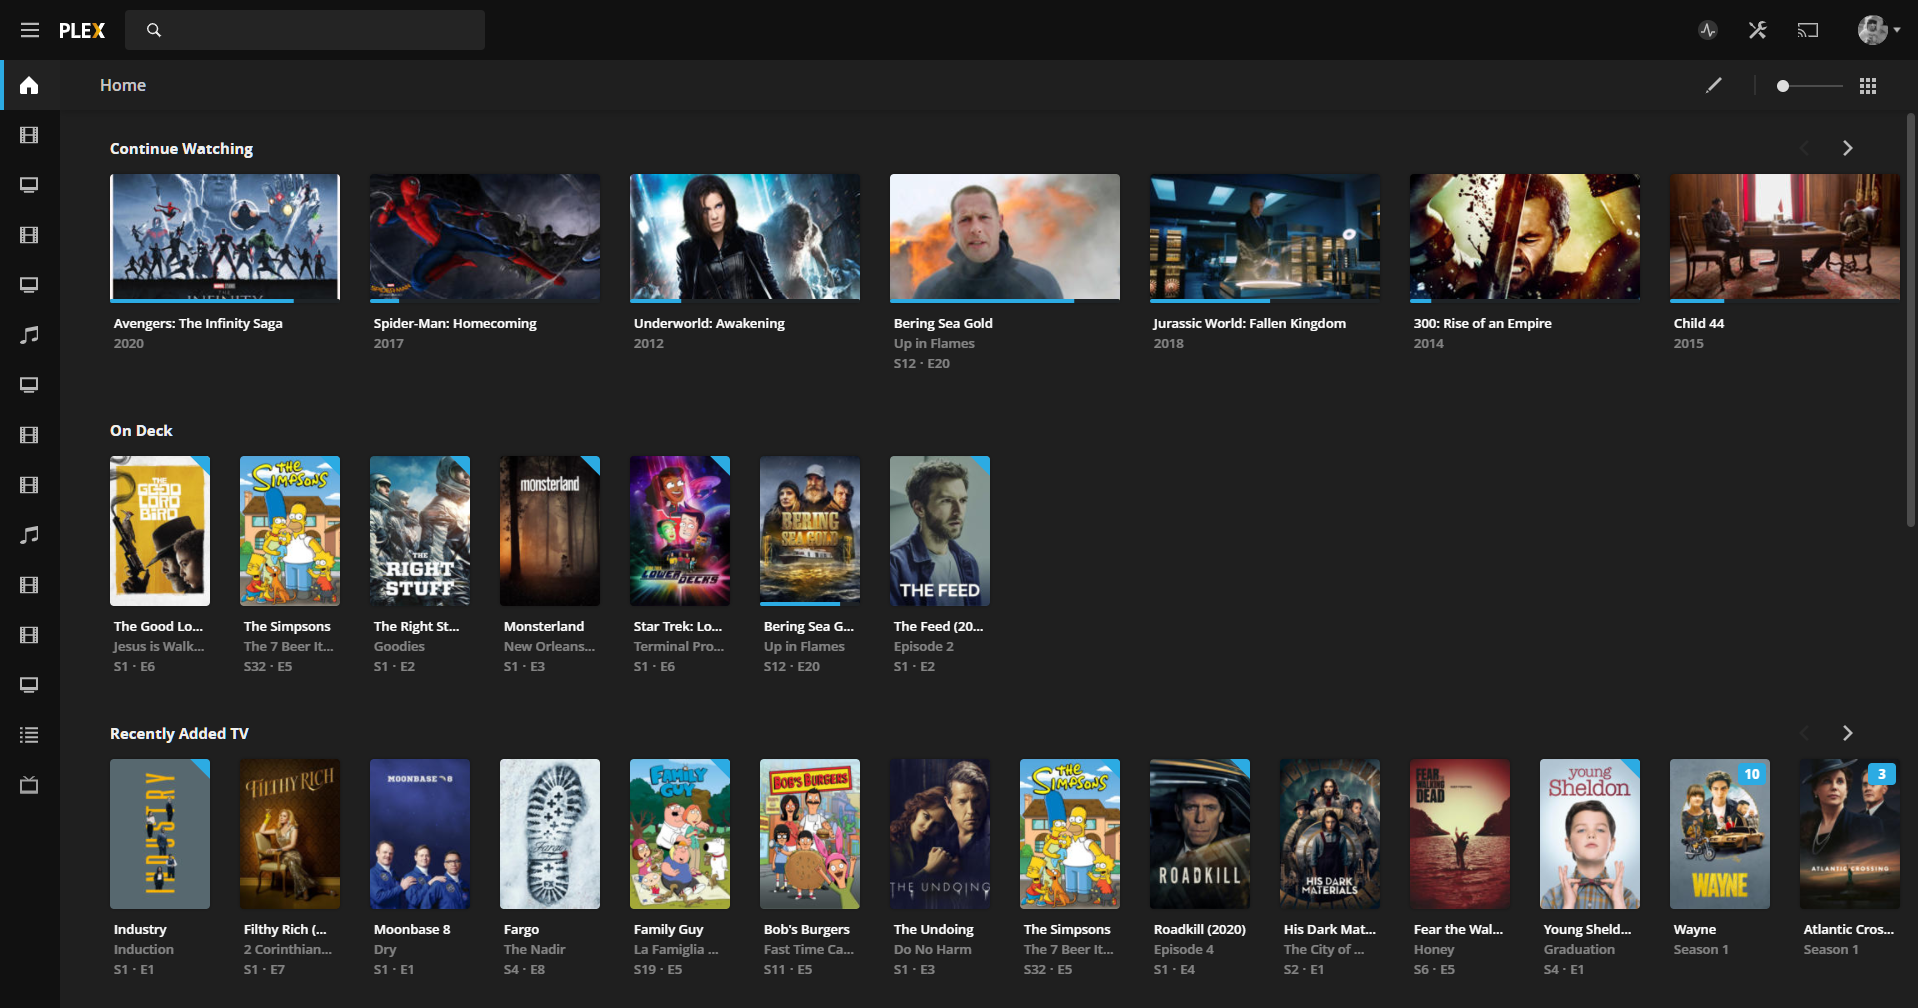 PLEX
Home
Continue Watching
MARVEL STUDIOS
THE
INFINITY
Avengers: The Infinity Saga
2020
Spider-Man: Homecoming
2017
Underworld: Awakening
2012
Bering Sea Gold
Up in Flames
S12 · E20
Jurassic World: Fallen Kingdom
2018
300: Rise of an Empire
2014
Child 44
2015
On Deck
THE
GOOD
LORD
BIRD
The Good Lo...
Jesus is Walk...
S1 · E6
THE
SIMPSONS
The Simpsons
The 7 Beer It...
S32 · E5
THE
RIGHT
STUFF
The Right St...
Goodies
S1 · E2
monsterland
Monsterland
New Orleans...
S1 · E3
LOWER DECKS
Star Trek: Lo...
Terminal Pro...
S1 · E6
BERING
SEA GOLD
Bering Sea G...
Up in Flames
S12 · E20
THE FEED
The Feed (20...
Episode 2
S1 · E2
Recently Added TV
INDUSTRY
Industry
Induction
S1 · E1
FILTHY RICH
Filthy Rich (...
2 Corinthian...
S1 · E7
MOONBASE 8
Moonbase 8
Dry
S1 · E1
Fargo
FX
Fargo
The Nadir
S4 · E8
FAMILY
GUY
Family Guy
La Famiglia ...
S19 · E5
BOB'S BURGERS
Bob's Burgers
Fast Time Ca...
S11 · E5
THE UNDOING
The Undoing
Do No Harm
S1 · E3
THE
SIMPSONS
The Simpsons
The 7 Beer It...
S32 · E5
ROADKILL
Roadkill (2020)
Episode 4
S1 · E4
HIS DARK
MATERIALS
His Dark Mat...
The City of ...
S2 · E1
FEAR THE
WALKING
DEAD
Fear the Wal...
Honey
S6 · E5
young
Sheldon
Young Sheld...
Graduation
S4 · E1
10
WAYNE
Wayne
Season 1
3
ATLANTIC CROSSING
Atlantic Cros...
Season 1